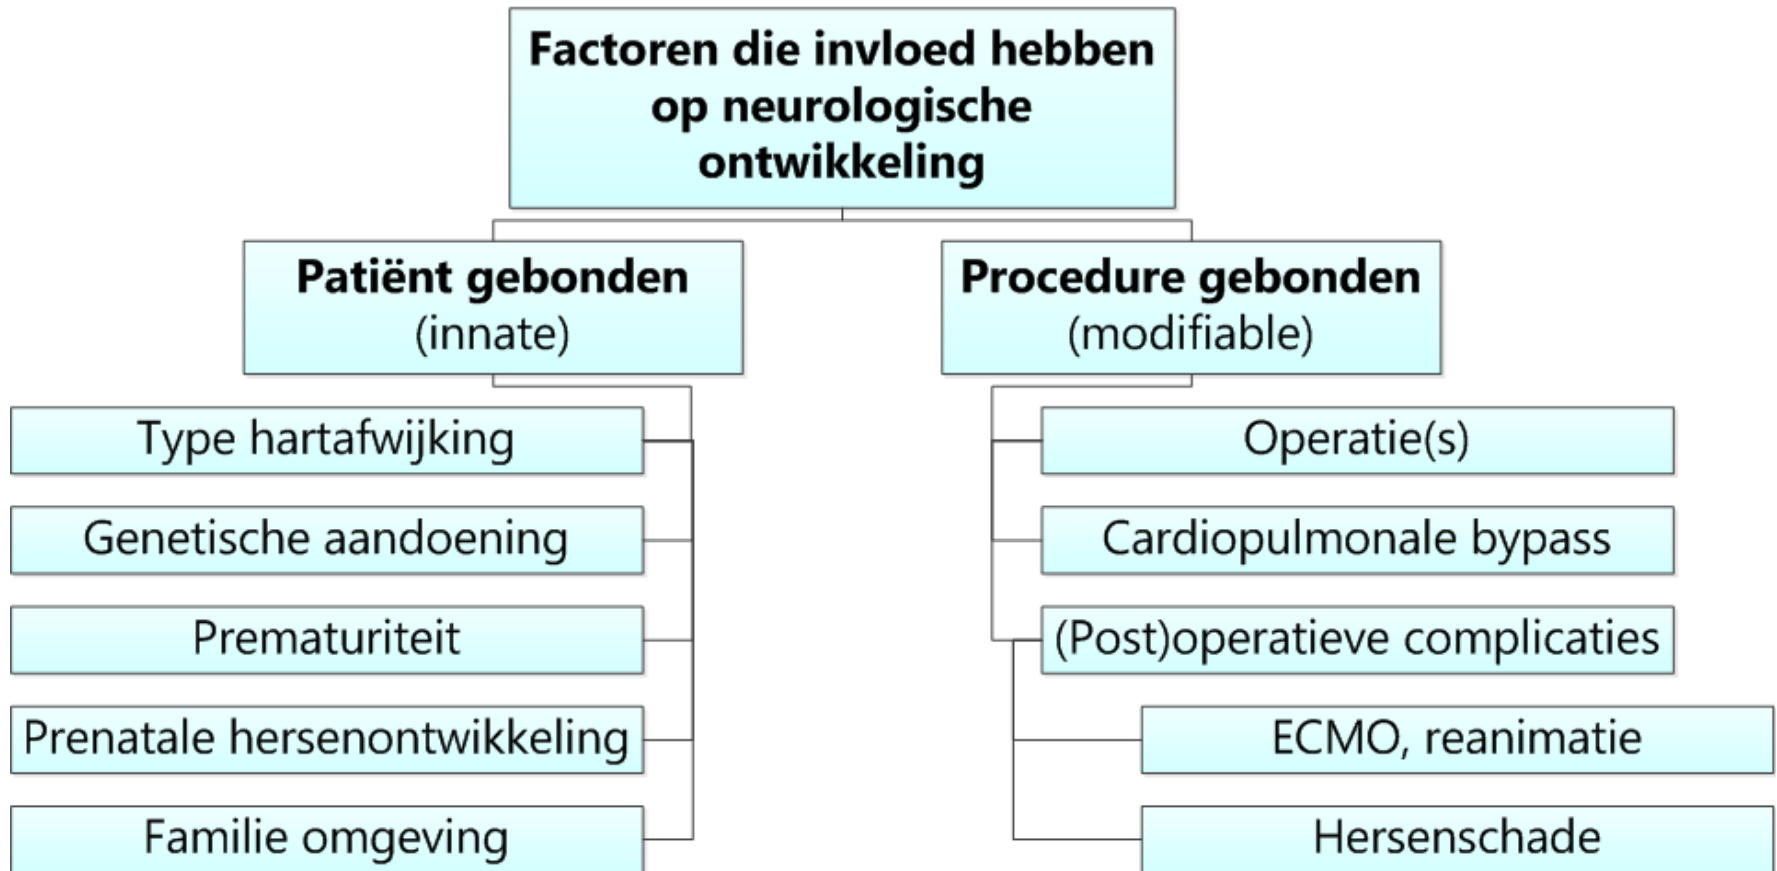 Factoren die invloed hebben
op neurologische
ontwikkeling
Patiënt gebonden
(innate)
Type hartafwijking
Genetische aandoening
Prematuriteit
Prenatale hersenontwikkeling
Familie omgeving
Procedure gebonden
(modifiable)
Operatie(s)
Cardiopulmonale bypass
(Post)operatieve complicaties
ECMO, reanimatie
Hersenschade